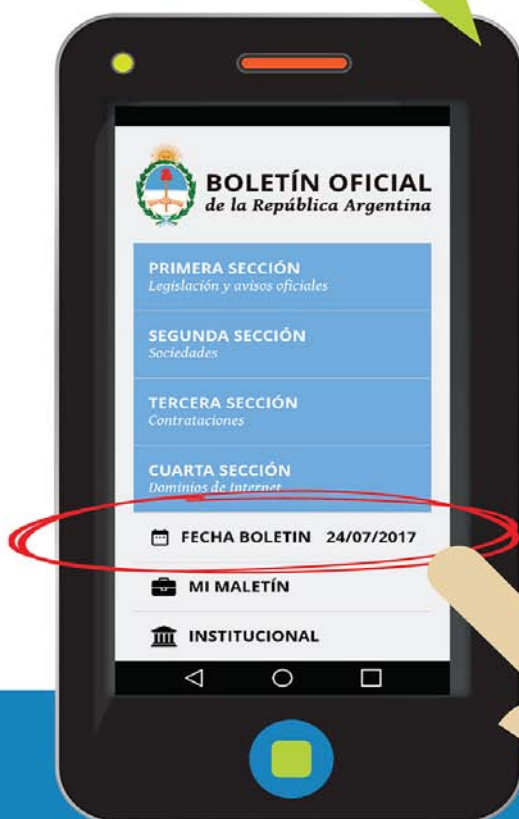 BOLETÍN OFICIAL
de la República Argentina
PRIMERA SECCIÓN
Legislación y avisos oficiales
SEGUNDA SECCIÓN
Sociedades
TERCERA SECCIÓN
Contrataciones
CUARTA SECCIÓN
Dominios de Internet
FECHA BOLETIN 24/07/2017
MI MALETÍN
INSTITUCIONAL